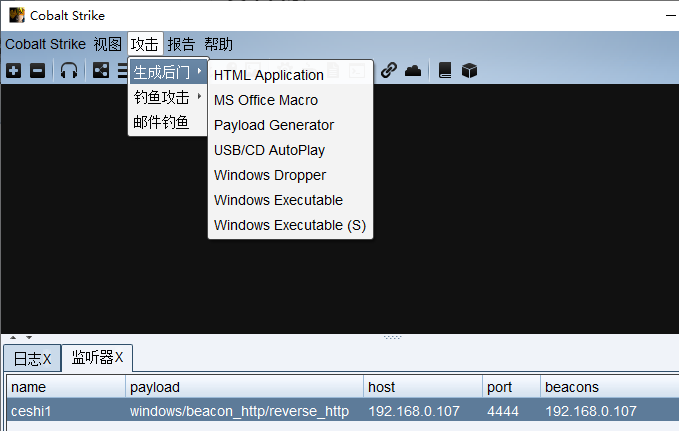 Cobalt Strike
Cobalt Strike 视图 攻击 报告 帮助
生成后门
钓鱼攻击
邮件钓鱼
HTML Application
MS Office Macro
Payload Generator
USB/CD AutoPlay
Windows Dropper
Windows Executable
Windows Executable (S)
日志X 监听器X
name payload host port beacons
ceshi1 windows/beacon_http/reverse_http 192.168.0.107 4444 192.168.0.107